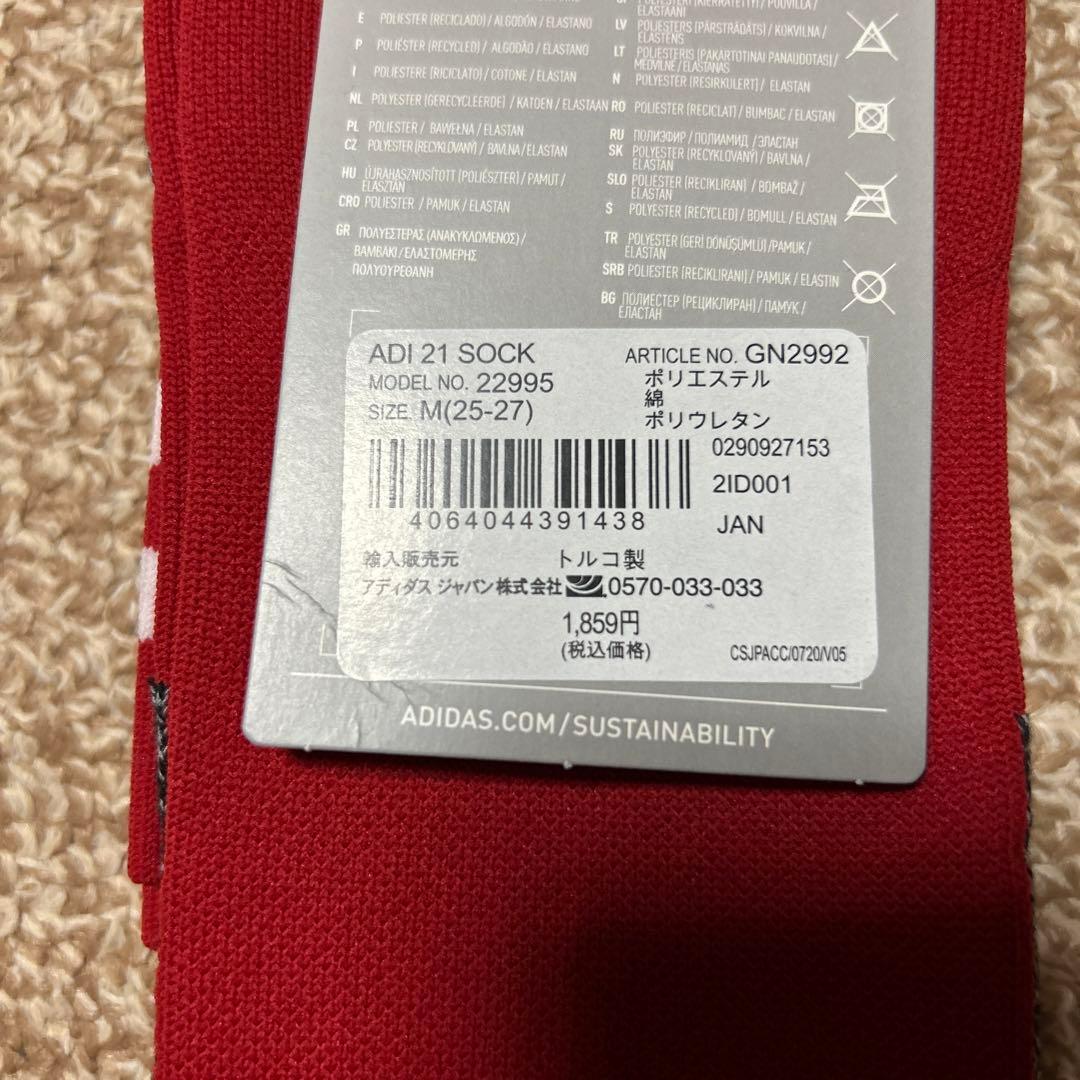 E POLIÉSTER (RECICLADO) / ALGODÓN / ELASTANO
P POLIÉSTER (RECYCLED) / ALGODÃO / ELASTANO
I POLIESTERE (RICICLATO) / COTONE / ELASTAN
NL POLYESTER (GERECYCLEERDE) / KATOEN / ELASTAAN
PL POLIESTER / BAWEŁNA / ELASTAN
CZ POLYESTER (RECYKLOVANÝ) / BAVLNA / ELASTAN
HU ÚJRAHASZNOSÍTOTT (POLIÉSZTER) / PAMUT /
ELASZTÁN
CRO POLIESTER / PAMUK / ELASTAN
GR ΠΟΛΥΕΣΤΕΡΑΣ (ΑΝΑΚΥΚΛΩΜΕΝΟΣ) /
ΒΑΜΒΑΚΙ / ΕΛΑΣΤΟΜΕΡΗΣ
ΠΟΛΥΟΥΡΕΘΑΝΗ
ELASTAANI
LV POLIESTERS (PĀRSTRĀDĀTS) / KOKVILNA /
ELASTĒNS
LT POLIESTERIS (PAKARTOTINAI PANAUDOTAS) /
MEDVILNĖ / ELASTANAS
N POLYESTER (RESIRKULERT) / ELASTAN
RO POLIESTER (RECICLAT) / BUMBAC / ELASTAN
RU ПОЛИЭФИР / ПОЛИАМИД / ЭЛАСТАН
SK POLYESTER (RECYKLOVANÝ) / BAVLNA /
ELASTAN
SLO POLIESTER (RECIKLIRAN) / BOMBAŽ /
ELASTAN
S POLYESTER (RECYCLED) / BOMULL / ELASTAN
TR POLYESTER (GERİ DÖNÜŞÜMLÜ) / PAMUK /
ELASTAN
SRB POLIESTER (RECIKLIRANI) / PAMUK / ELASTIN
BG ПОЛИЕСТЕР (РЕЦИКЛИРАН) / ПАМУК /
ЕЛАСТАН
ADI 21 SOCK ARTICLE NO. GN2992
MODEL NO. 22995 ポリエステル
綿
SIZE. M(25-27) ポリウレタン
0290927153
2ID001
4064044391438 JAN
輸入販売元 トルコ製
アディダス ジャパン株式会社 0570-033-033
1,859円
(税込価格) CSJPACC/0720/V05
ADIDAS.COM/SUSTAINABILITY